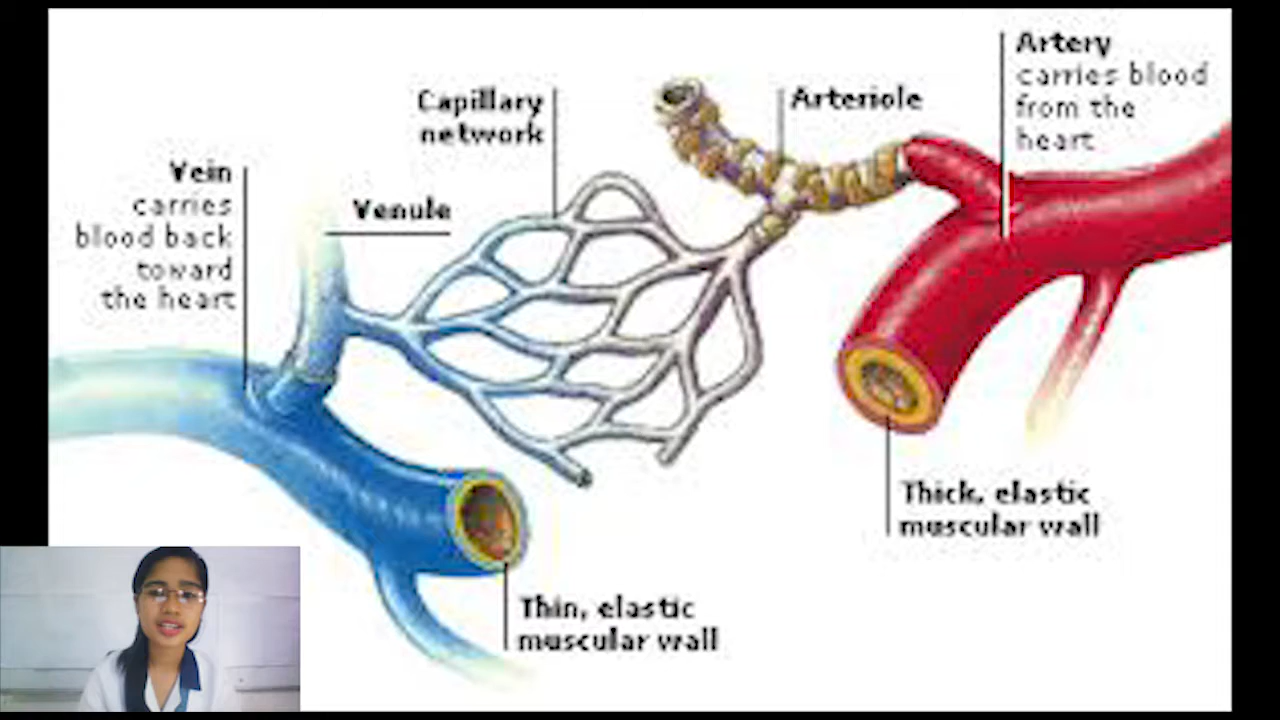 Artery
carries blood
from the
heart
Arteriole
Capillary
network
Vein
carries
blood back
toward
the heart
Venule
Thick, elastic
muscular wall
Thin, elastic
muscular wall